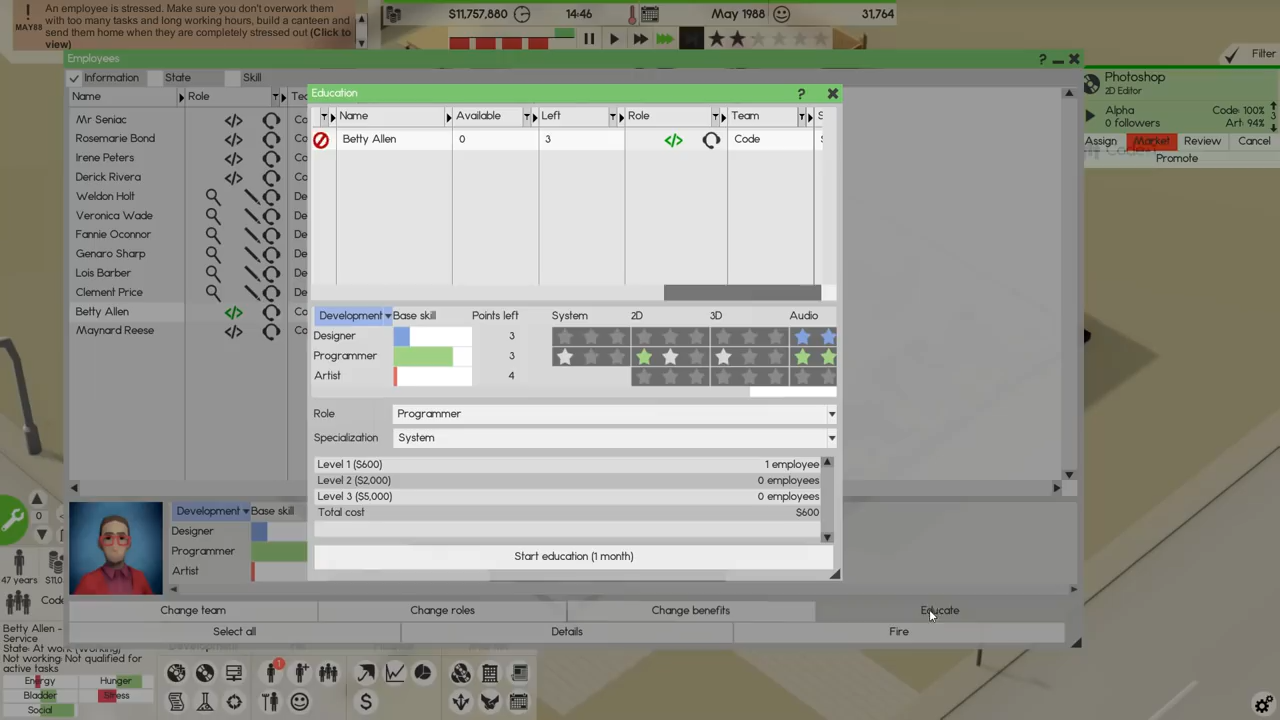 An employee is stressed. Make sure you don't overwork them
with too many tasks and long working hours, build a canteen and
MAY88 send them home when they are completely stressed out (Click to
view)
$11,757,880 14:46 May 1988 31,764
Filter
Employees
Information State Skill
Name Role
Mr Seniac
Rosemarie Bond
Irene Peters
Derick Rivera
Weldon Holt
Veronica Wade
Fannie Oconnor
Genaro Sharp
Lois Barber
Clement Price
Betty Allen
Maynard Reese
Education
Name Available Left Role Team
Betty Allen 0 3 Code
Development Base skill Points left System 2D 3D Audio
Designer 3
Programmer 3
Artist 4
Role Programmer
Specialization System
Level 1 ($600) 1 employee
Level 2 ($2,000) 0 employees
Level 3 ($5,000) 0 employees
Total cost $600
Start education (1 month)
Photoshop
2D Editor
Alpha Code: 100%
0 followers Art: 94%
3
Assign Market Review Cancel
Promote
Development Base skill
Designer
Programmer
Artist
Change team Change roles Change benefits Educate
Select all Details Fire
0
47 years
Betty Allen -
Service
State: At work (Working)
Not working: Not qualified for
active tasks
Energy Hunger
Bladder Stress
Social
1